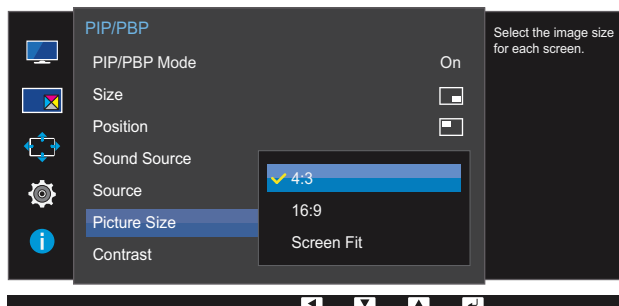 PIP/PBP
Select the image size
for each screen.
PIP/PBP Mode On
Size
Position
Sound Source
4:3
Source
16:9
Picture Size
Screen Fit
Contrast